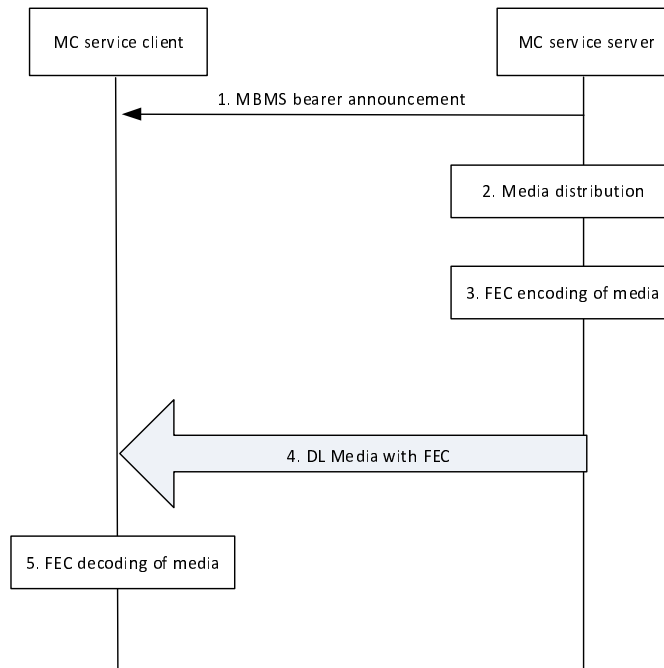 MC service client
MC service server
1. MBMS bearer announcement
2. Media distribution
3. FEC encoding of media
4. DL Media with FEC
5. FEC decoding of media